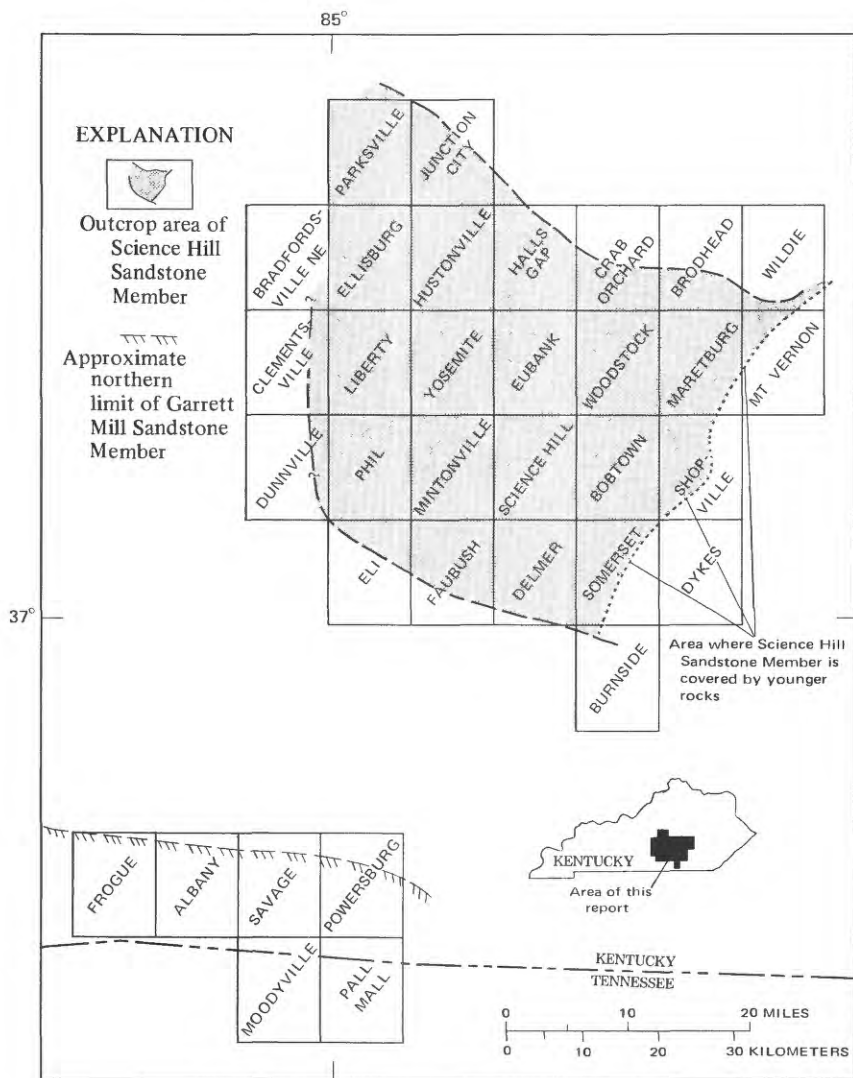 85°
EXPLANATION
Outcrop area of
Science Hill
Sandstone
Member
Approximate
northern
limit of Garrett
Mill Sandstone
Member
PARKSVILLE
JUNCTION
CITY
BRADFORDS-
VILLE NE
ELLISBURG
HUSTONVILLE
HALLS
GAP
CRAB
ORCHARD
BRODHEAD
WILDIE
?
CLEMENTS-
VILLE
LIBERTY
YOSEMITE
EUBANK
WOODSTOCK
MARETBURG
MT VERNON
DUNNVILLE
?
PHIL
MINTONVILLE
SCIENCE HILL
BOBTOWN
SHOP
VILLE
ELI
FAUBUSH
DELMER
SOMERSET
DYKES
37°
BURNSIDE
Area where Science Hill
Sandstone Member is
covered by younger
rocks
FROGUE
ALBANY
SAVAGE
POWERSBURG
KENTUCKY
Area of this
report
MOODYVILLE
PALL
MALL
KENTUCKY
TENNESSEE
0 10 20 MILES
0 10 20 30 KILOMETERS